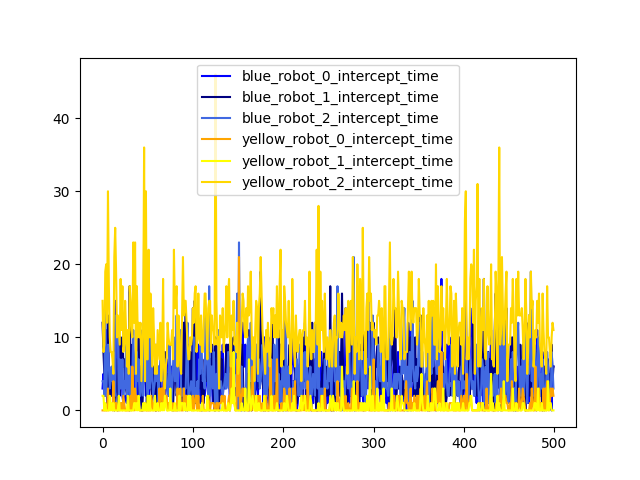 blue_robot_0_intercept_time
blue_robot_1_intercept_time
blue_robot_2_intercept_time
yellow_robot_0_intercept_time
yellow_robot_1_intercept_time
yellow_robot_2_intercept_time
40
30
20
10
0
0 100 200 300 400 500